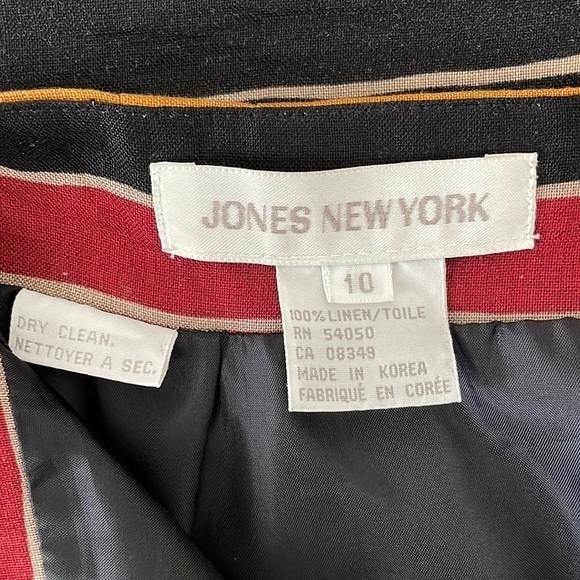 JONES NEW YORK
10
100% LINEN/TOILE
RN 54050
CA 08349
MADE IN KOREA
FABRIQUÉ EN CORÉE
DRY CLEAN.
NETTOYER A SEC.